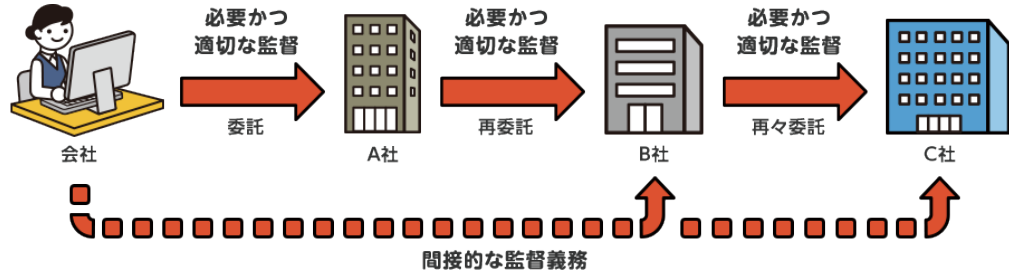 必要かつ
適切な監督
委託
必要かつ
適切な監督
再委託
必要かつ
適切な監督
再々委託
会社
A社
B社
C社
間接的な監督義務